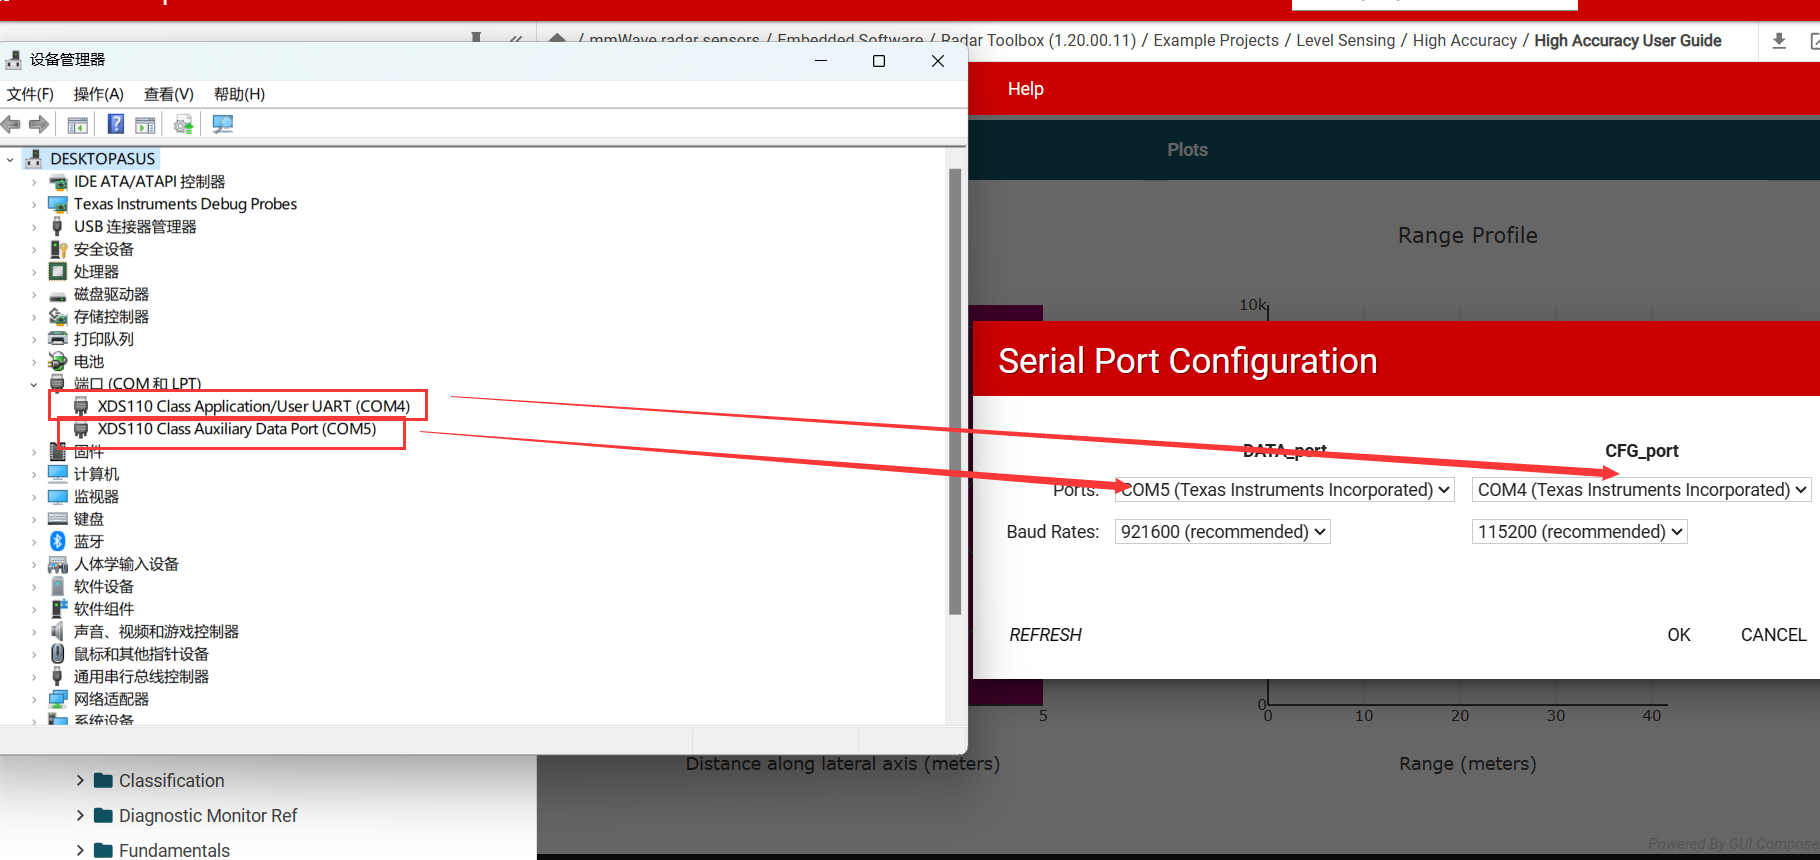 / mmWave radar sensors / Embedded Software / Radar Toolbox (1.20.00.11) / Example Projects / Level Sensing / High Accuracy / High Accuracy User Guide
设备管理器
文件(F) 操作(A) 查看(V) 帮助(H)
DESKTOPASUS
IDE ATA/ATAPI 控制器
Texas Instruments Debug Probes
USB 连接器管理器
安全设备
处理器
磁盘驱动器
存储控制器
打印队列
电池
端口 (COM 和 LPT)
XDS110 Class Application/User UART (COM4)
XDS110 Class Auxiliary Data Port (COM5)
固件
计算机
监视器
键盘
蓝牙
人体学输入设备
软件设备
软件组件
声音、视频和游戏控制器
鼠标和其他指针设备
通用串行总线控制器
网络适配器
系统设备
Help
Plots
Range Profile
10k
Serial Port Configuration
DATA_port CFG_port
Ports: COM5 (Texas Instruments Incorporated) COM4 (Texas Instruments Incorporated)
Baud Rates: 921600 (recommended) 115200 (recommended)
REFRESH OK CANCEL
0
5 0 10 20 30 40
Distance along lateral axis (meters) Range (meters)
Classification
Diagnostic Monitor Ref
Fundamentals
Powered By GUI Compose